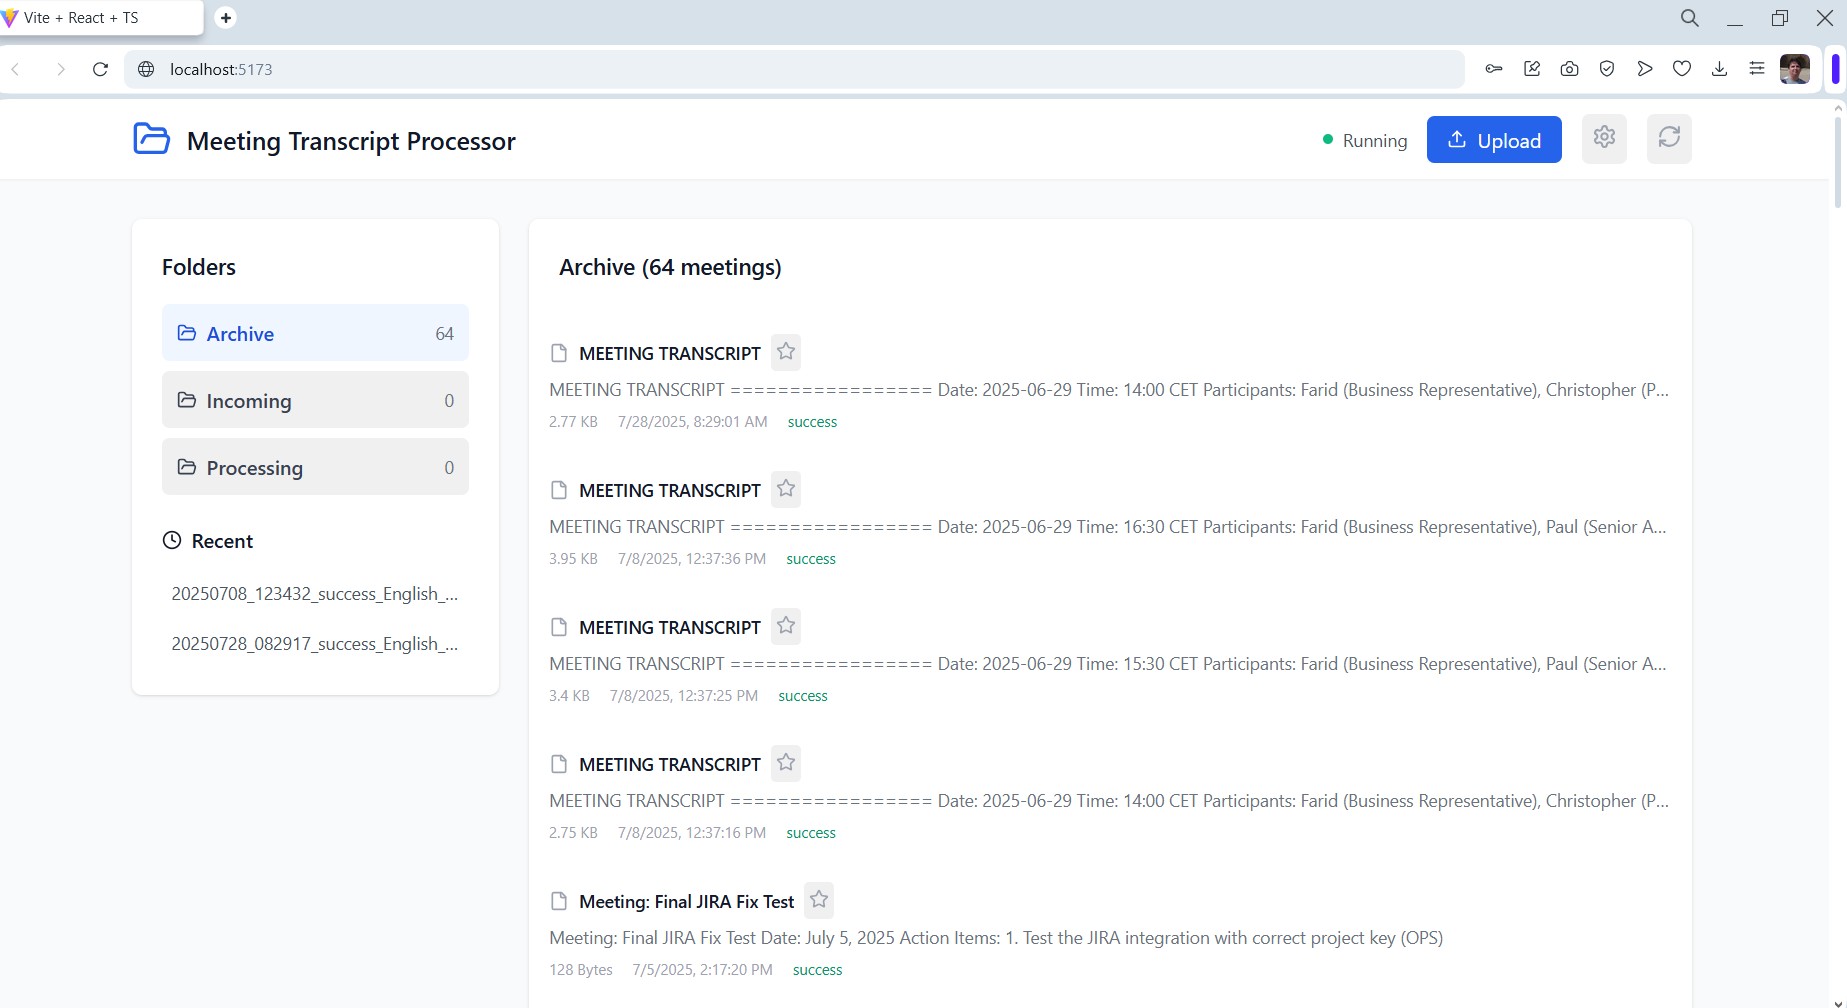 Vite + React + TS
localhost:5173
Meeting Transcript Processor
Running
Upload
Folders
Archive 64
Incoming 0
Processing 0
Recent
20250708_123432_success_English_...
20250728_082917_success_English_...
Archive (64 meetings)
MEETING TRANSCRIPT
MEETING TRANSCRIPT ================= Date: 2025-06-29 Time: 14:00 CET Participants: Farid (Business Representative), Christopher (P...
2.77 KB 7/28/2025, 8:29:01 AM success
MEETING TRANSCRIPT
MEETING TRANSCRIPT ================= Date: 2025-06-29 Time: 16:30 CET Participants: Farid (Business Representative), Paul (Senior A...
3.95 KB 7/8/2025, 12:37:36 PM success
MEETING TRANSCRIPT
MEETING TRANSCRIPT ================= Date: 2025-06-29 Time: 15:30 CET Participants: Farid (Business Representative), Paul (Senior A...
3.4 KB 7/8/2025, 12:37:25 PM success
MEETING TRANSCRIPT
MEETING TRANSCRIPT ================= Date: 2025-06-29 Time: 14:00 CET Participants: Farid (Business Representative), Christopher (P...
2.75 KB 7/8/2025, 12:37:16 PM success
Meeting: Final JIRA Fix Test
Meeting: Final JIRA Fix Test Date: July 5, 2025 Action Items: 1. Test the JIRA integration with correct project key (OPS)
128 Bytes 7/5/2025, 2:17:20 PM success